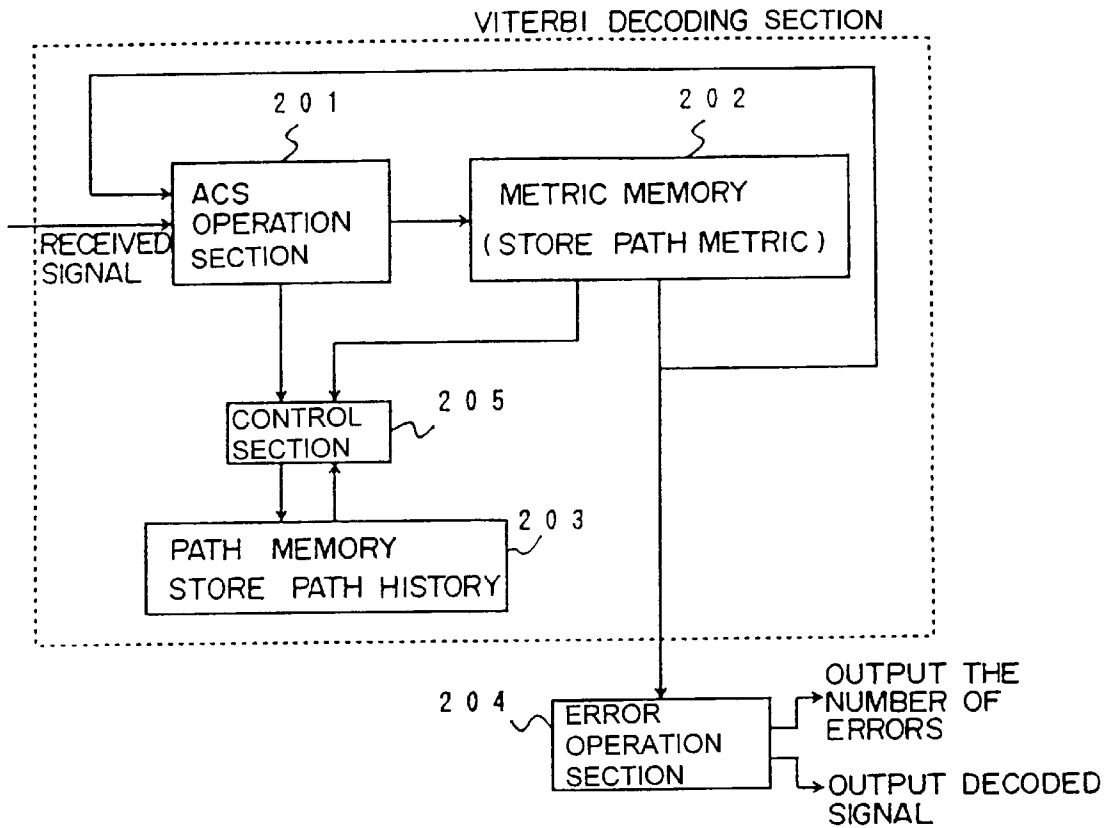 VITERBI DECODING SECTION
201
202
ACS
OPERATION
SECTION
METRIC MEMORY
(STORE PATH METRIC)
RECEIVED
SIGNAL
CONTROL
SECTION
205
203
PATH MEMORY
STORE PATH HISTORY
204
ERROR
OPERATION
SECTION
OUTPUT THE
NUMBER OF
ERRORS
OUTPUT DECODED
SIGNAL